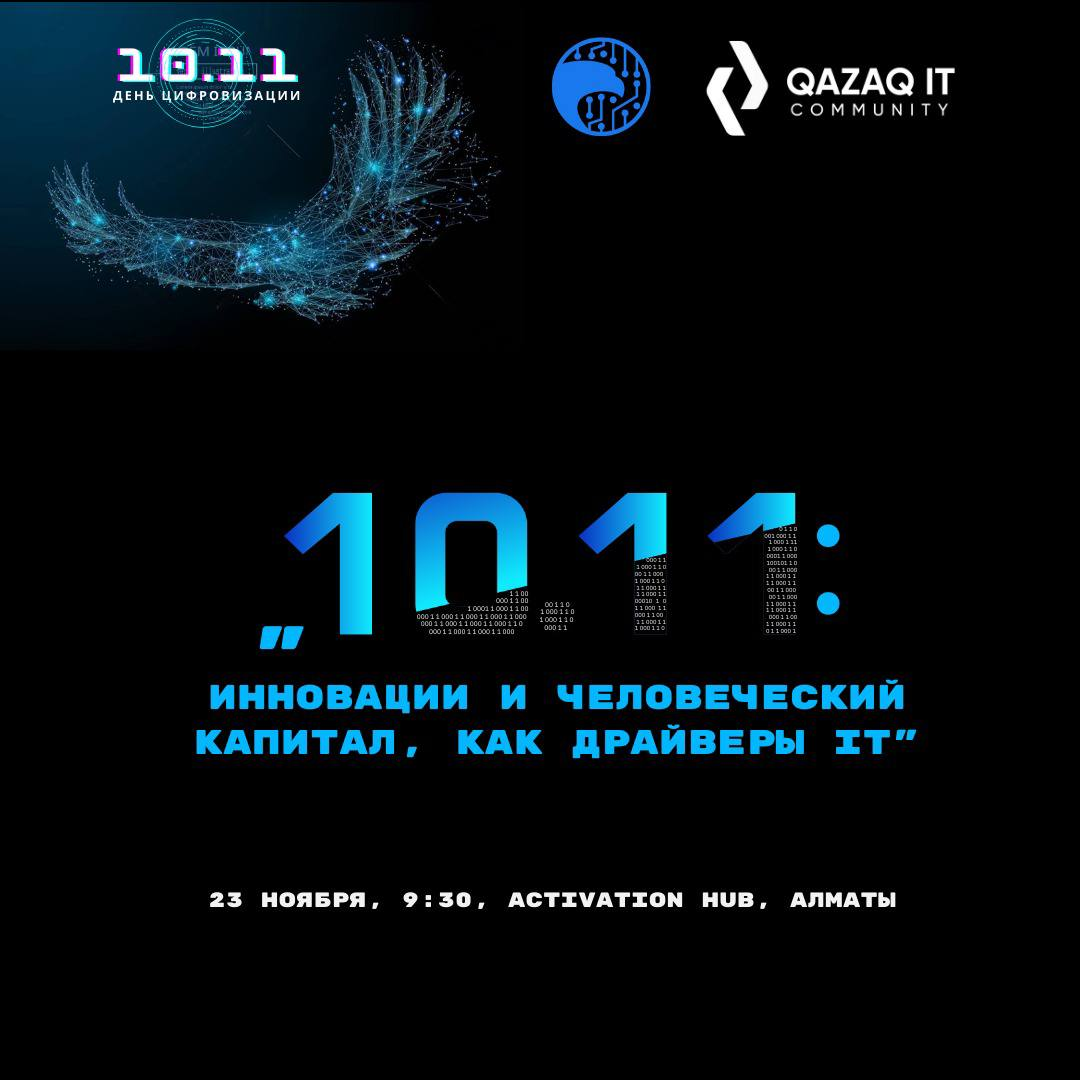 10.11
ДЕНЬ ЦИФРОВИЗАЦИИ
QAZAQ IT
COMMUNITY
„10.11:
ИННОВАЦИИ И ЧЕЛОВЕЧЕСКИЙ
КАПИТАЛ, КАК ДРАЙВЕРЫ IT”
23 НОЯБРЯ, 9:30, ACTIVATION HUB, АЛМАТЫ